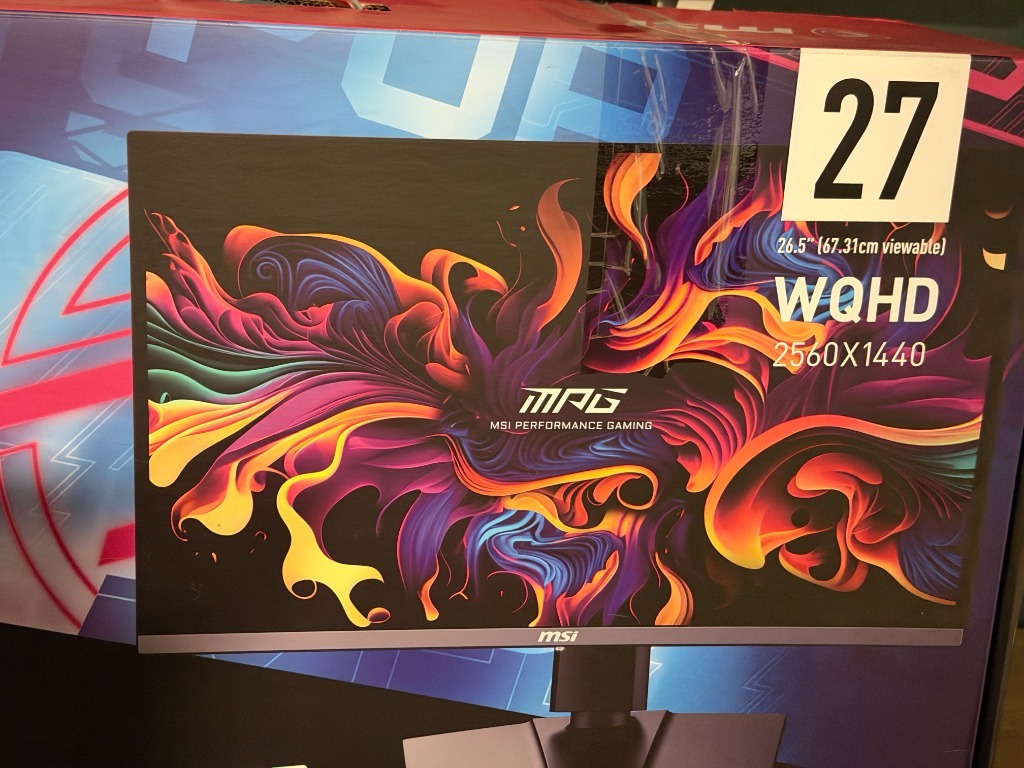 27
26.5" (67.31cm viewable)
WQHD
2560X1440
MPG
MSI PERFORMANCE GAMING
msi